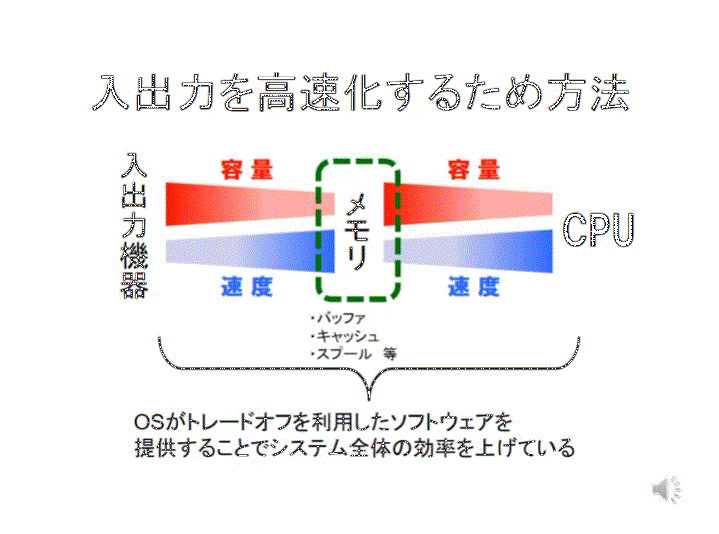 入出力を高速化するため方法
入出力機器
容量
速度
メモリ
容量
速度
CPU
・バッファ
・キャッシュ
・スプール 等
OSがトレードオフを利用したソフトウェアを
提供することでシステム全体の効率を上げている